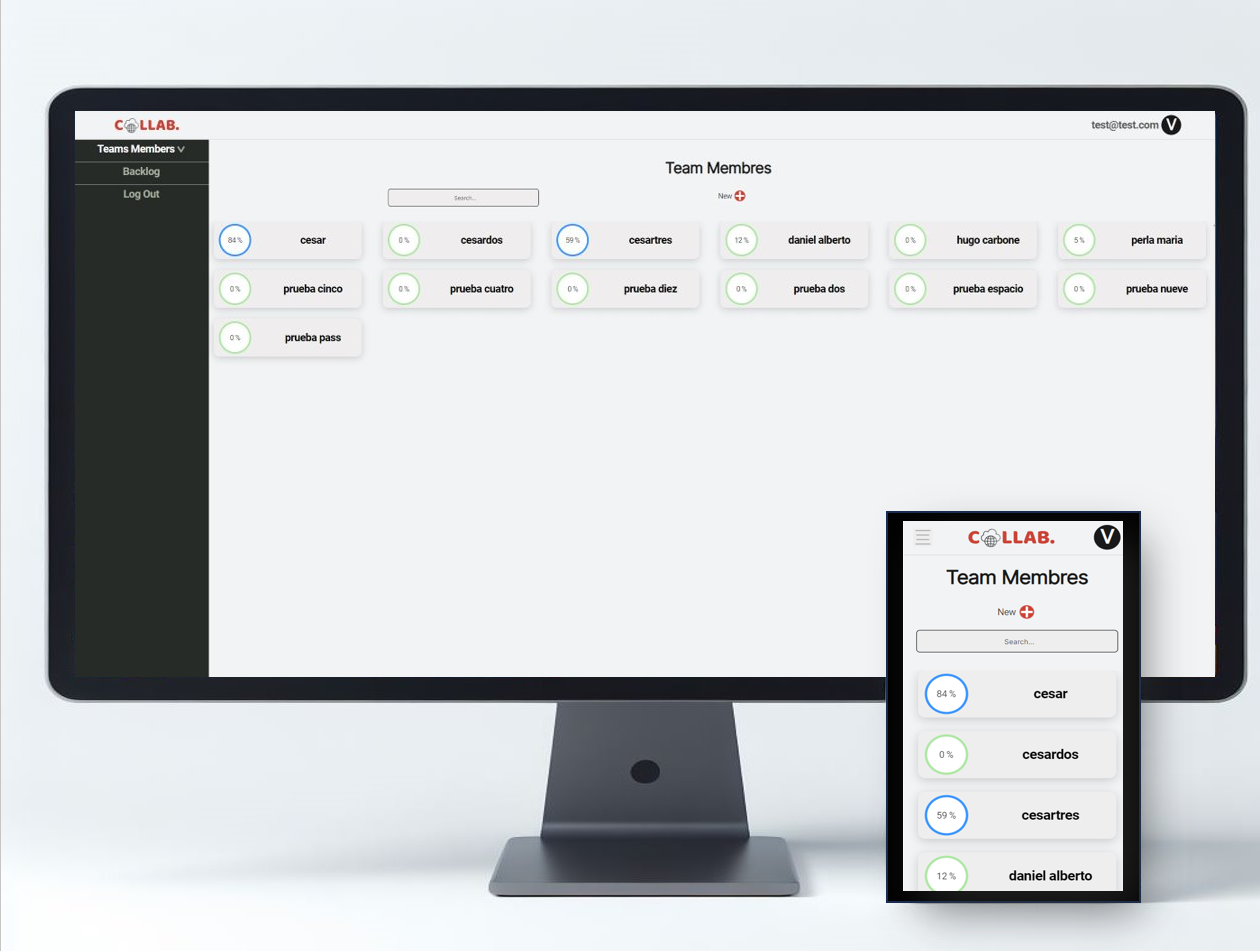 COLLAB.
test@test.com V
Teams Members V
Backlog
Log Out
Team Membres
Search...
New
84 % cesar
0 % cesardos
59 % cesartres
12 % daniel alberto
0 % hugo carbone
5 % perla maria
0 % prueba cinco
0 % prueba cuatro
0 % prueba diez
0 % prueba dos
0 % prueba espacio
0 % prueba nueve
0 % prueba pass
COLLAB.
V
Team Membres
New
Search...
84 % cesar
0 % cesardos
59 % cesartres
12 % daniel alberto